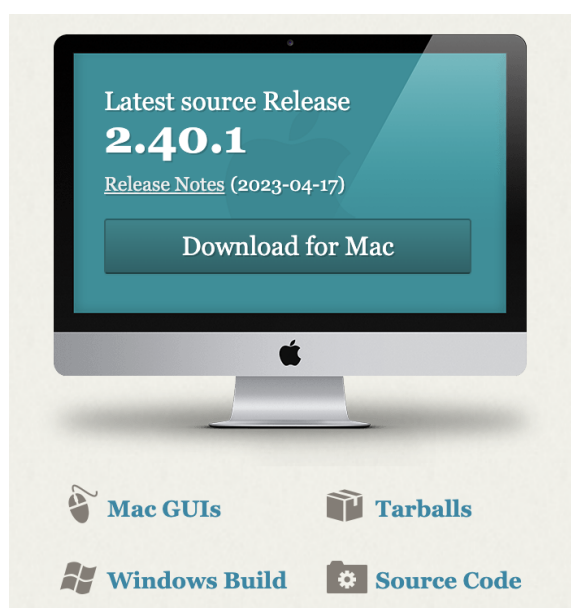 Latest source Release
2.40.1
Release Notes (2023-04-17)
Download for Mac
Mac GUIs
Tarballs
Windows Build
Source Code